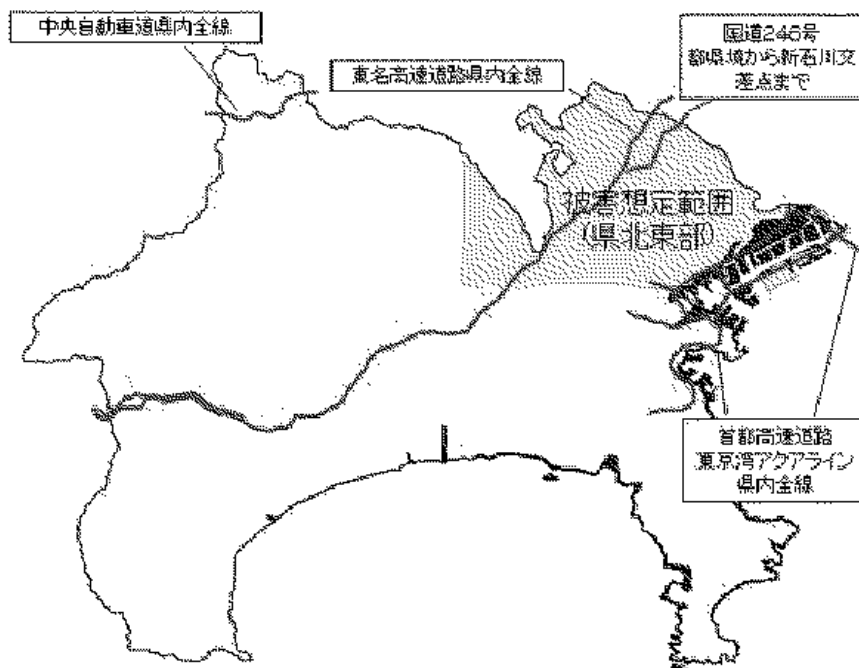 中央自動車道県内全線
東名高速道路県内全線
国道246号
都県境から新石川交
差点まで
被害想定範囲
(県北東部)
首都高速道路
東京湾アクアライン
県内全線